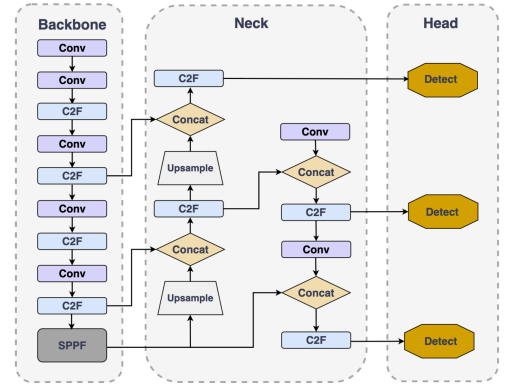 Backbone
Conv
Conv
C2F
Conv
C2F
Conv
C2F
Conv
C2F
SPPF
Neck
C2F
Concat
Upsample
C2F
Concat
Upsample
Conv
Concat
C2F
Conv
Concat
C2F
Head
Detect
Detect
Detect